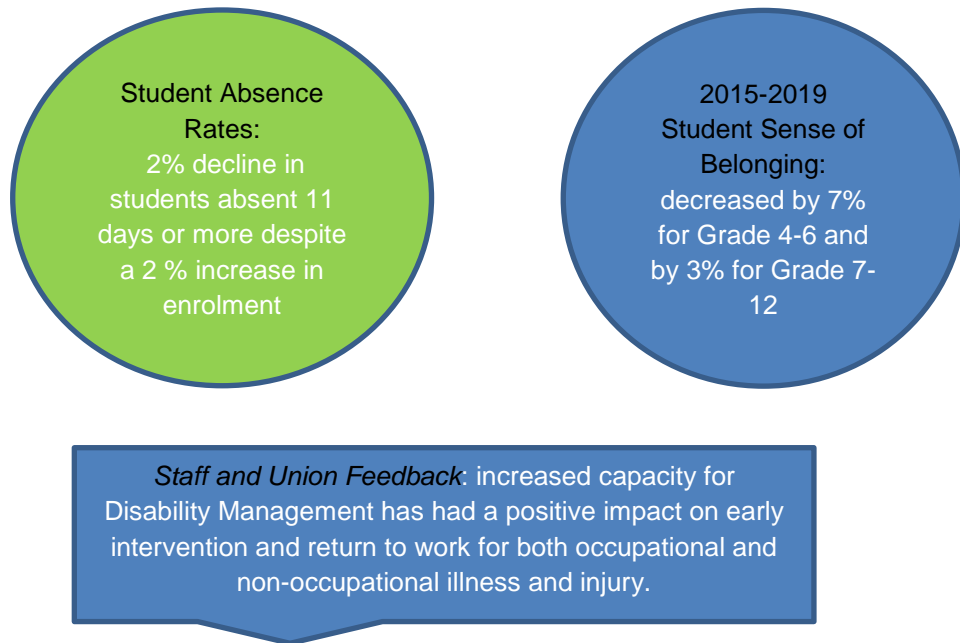 Student Absence
Rates:
2% decline in
students absent 11
days or more despite
a 2 % increase in
enrolment
2015-2019
Student Sense of
Belonging:
decreased by 7%
for Grade 4-6 and
by 3% for Grade 7-
12
Staff and Union Feedback: increased capacity for
Disability Management has had a positive impact on early
intervention and return to work for both occupational and
non-occupational illness and injury.